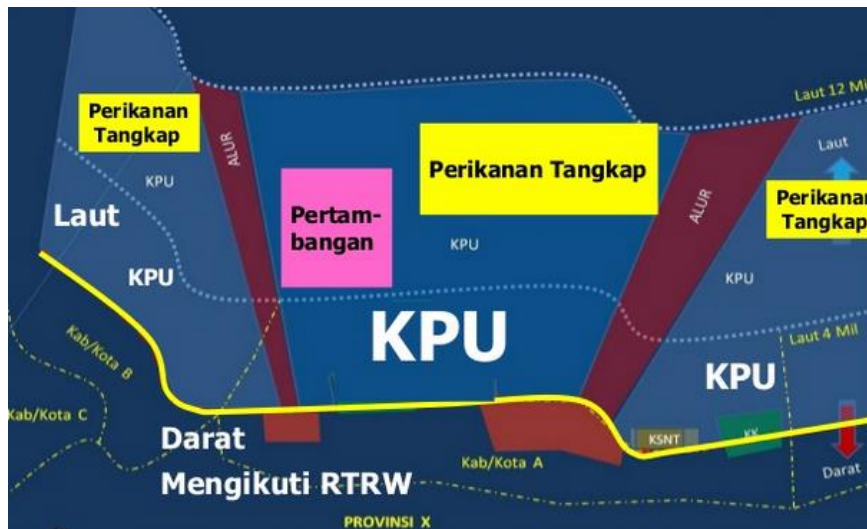 Laut 12 Mil
Perikanan
Tangkap
ALUR
Laut
Perikanan Tangkap
KPU
Pertam-
bangan
ALUR
Perikanan
Tangkap
Laut
KPU
KPU
KPU
KPU
KPU
Laut 4 Mil
KPU
Kab/Kota B
Kab/Kota C
Darat
Mengikuti RTRW
Kab/Kota A
KSNT
KK
Darat
PROVINSI X